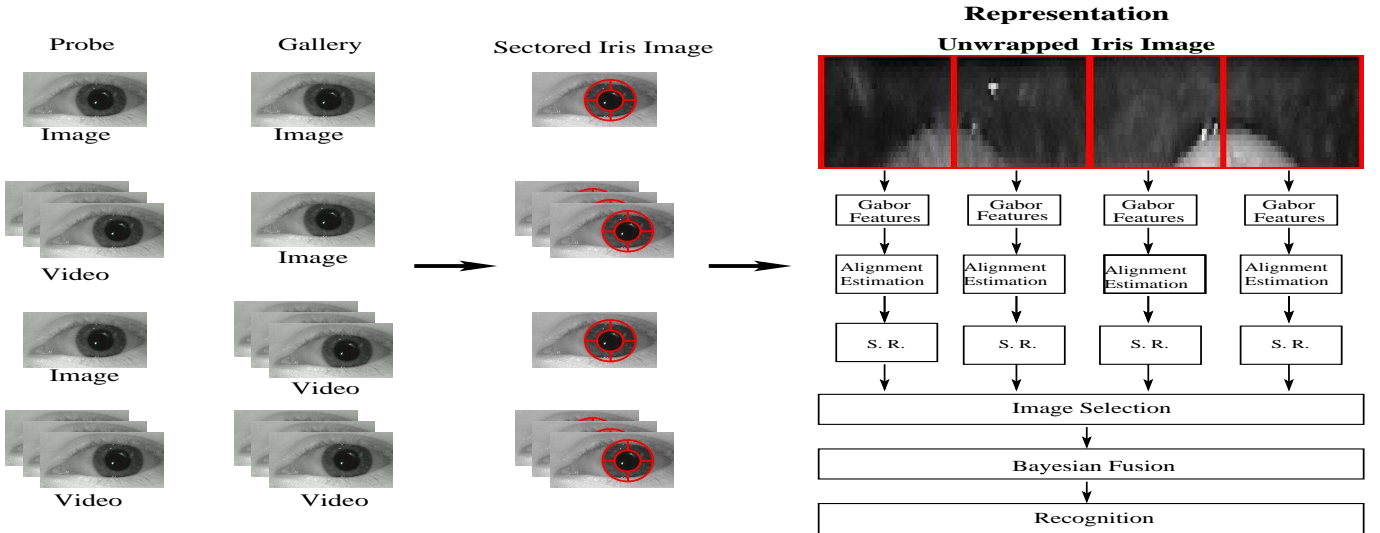 Representation
Probe
Gallery
Sectored Iris Image
Unwrapped Iris Image
Image
Image
Video
Image
Image
Video
Video
Video
Gabor
Features
Gabor
Features
Gabor
Features
Gabor
Features
Alignment
Estimation
Alignment
Estimation
Alignment
Estimation
Alignment
Estimation
S. R.
S. R.
S. R.
S. R.
Image Selection
Bayesian Fusion
Recognition